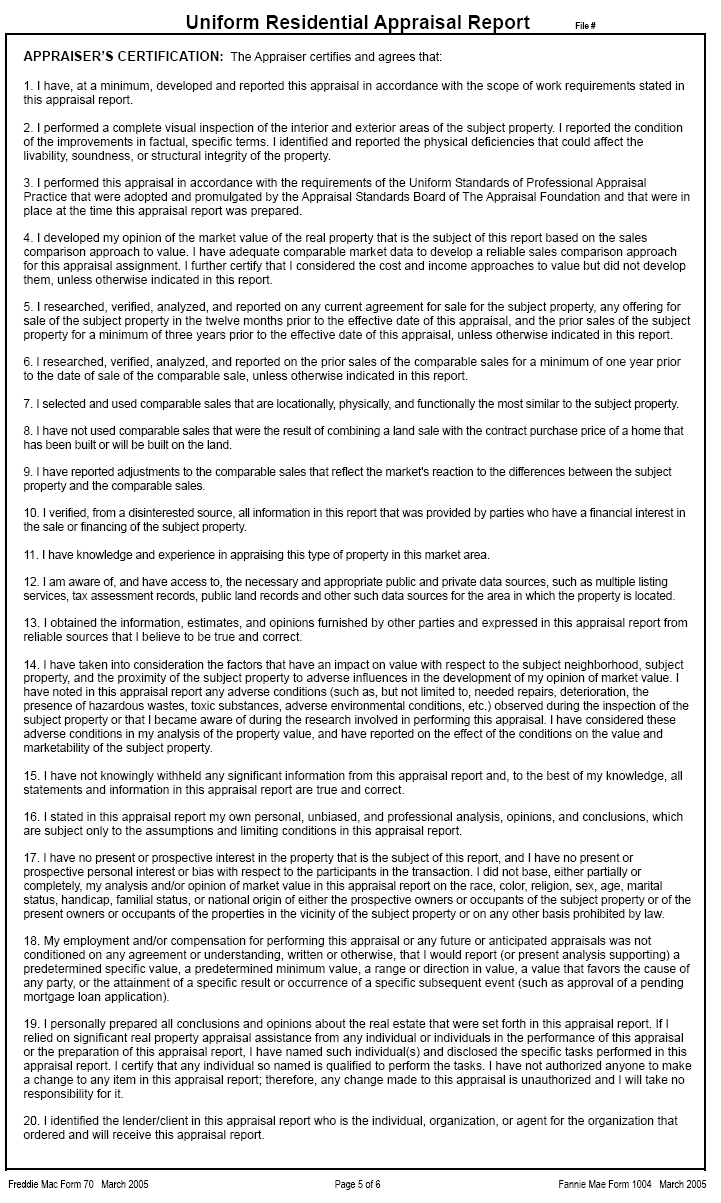 Uniform Residential Appraisal Report File #
APPRAISER'S CERTIFICATION: The Appraiser certifies and agrees that:
1. I have, at a minimum, developed and reported this appraisal in accordance with the scope of work requirements stated in
this appraisal report.
2. I performed a complete visual inspection of the interior and exterior areas of the subject property. I reported the condition
of the improvements in factual, specific terms. I identified and reported the physical deficiencies that could affect the
livability, soundness, or structural integrity of the property.
3. I performed this appraisal in accordance with the requirements of the Uniform Standards of Professional Appraisal
Practice that were adopted and promulgated by the Appraisal Standards Board of The Appraisal Foundation and that were in
place at the time this appraisal report was prepared.
4. I developed my opinion of the market value of the real property that is the subject of this report based on the sales
comparison approach to value. I have adequate comparable market data to develop a reliable sales comparison approach
for this appraisal assignment. I further certify that I considered the cost and income approaches to value but did not develop
them, unless otherwise indicated in this report.
5. I researched, verified, analyzed, and reported on any current agreement for sale for the subject property, any offering for
sale of the subject property in the twelve months prior to the effective date of this appraisal, and the prior sales of the subject
property for a minimum of three years prior to the effective date of this appraisal, unless otherwise indicated in this report.
6. I researched, verified, analyzed, and reported on the prior sales of the comparable sales for a minimum of one year prior
to the date of sale of the comparable sale, unless otherwise indicated in this report.
7. I selected and used comparable sales that are locationally, physically, and functionally the most similar to the subject property.
8. I have not used comparable sales that were the result of combining a land sale with the contract purchase price of a home that
has been built or will be built on the land.
9. I have reported adjustments to the comparable sales that reflect the market's reaction to the differences between the subject
property and the comparable sales.
10. I verified, from a disinterested source, all information in this report that was provided by parties who have a financial interest in
the sale or financing of the subject property.
11. I have knowledge and experience in appraising this type of property in this market area.
12. I am aware of, and have access to, the necessary and appropriate public and private data sources, such as multiple listing
services, tax assessment records, public land records and other such data sources for the area in which the property is located.
13. I obtained the information, estimates, and opinions furnished by other parties and expressed in this appraisal report from
reliable sources that I believe to be true and correct.
14. I have taken into consideration the factors that have an impact on value with respect to the subject neighborhood, subject
property, and the proximity of the subject property to adverse influences in the development of my opinion of market value. I
have noted in this appraisal report any adverse conditions (such as, but not limited to, needed repairs, deterioration, the
presence of hazardous wastes, toxic substances, adverse environmental conditions, etc.) observed during the inspection of the
subject property or that I became aware of during the research involved in performing this appraisal. I have considered these
adverse conditions in my analysis of the property value, and have reported on the effect of the conditions on the value and
marketability of the subject property.
15. I have not knowingly withheld any significant information from this appraisal report and, to the best of my knowledge, all
statements and information in this appraisal report are true and correct.
16. I stated in this appraisal report my own personal, unbiased, and professional analysis, opinions, and conclusions, which
are subject only to the assumptions and limiting conditions in this appraisal report.
17. I have no present or prospective interest in the property that is the subject of this report, and I have no present or
prospective personal interest or bias with respect to the participants in the transaction. I did not base, either partially or
completely, my analysis and/or opinion of market value in this appraisal report on the race, color, religion, sex, age, marital
status, handicap, familial status, or national origin of either the prospective owners or occupants of the subject property or of the
present owners or occupants of the properties in the vicinity of the subject property or on any other basis prohibited by law.
18. My employment and/or compensation for performing this appraisal or any future or anticipated appraisals was not
conditioned on any agreement or understanding, written or otherwise, that I would report (or present analysis supporting) a
predetermined specific value, a predetermined minimum value, a range or direction in value, a value that favors the cause of
any party, or the attainment of a specific result or occurrence of a specific subsequent event (such as approval of a pending
mortgage loan application).
19. I personally prepared all conclusions and opinions about the real estate that were set forth in this appraisal report. If I
relied on significant real property appraisal assistance from any individual or individuals in the performance of this appraisal
or the preparation of this appraisal report, I have named such individual(s) and disclosed the specific tasks performed in this
appraisal report. I certify that any individual so named is qualified to perform the tasks. I have not authorized anyone to make
a change to any item in this appraisal report; therefore, any change made to this appraisal is unauthorized and I will take no
responsibility for it.
20. I identified the lender/client in this appraisal report who is the individual, organization, or agent for the organization that
ordered and will receive this appraisal report.
Freddie Mac Form 70 March 2005 Page 5 of 6 Fannie Mae Form 1004 March 2005